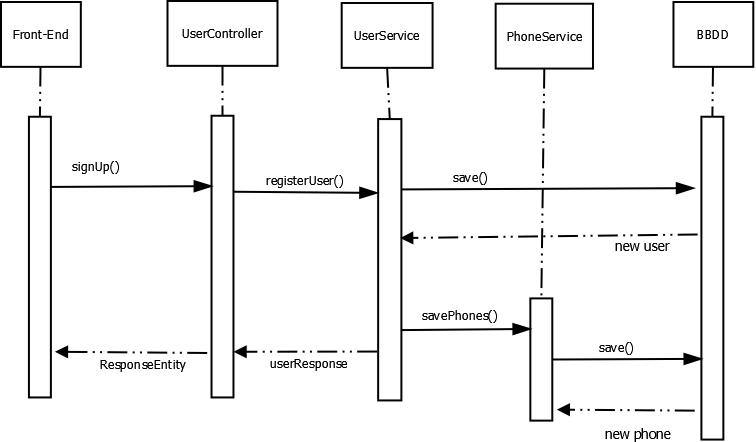 Front-End
UserController
UserService
PhoneService
BBDD
signUp()
registerUser()
save()
new user
savePhones()
save()
ResponseEntity
userResponse
new phone